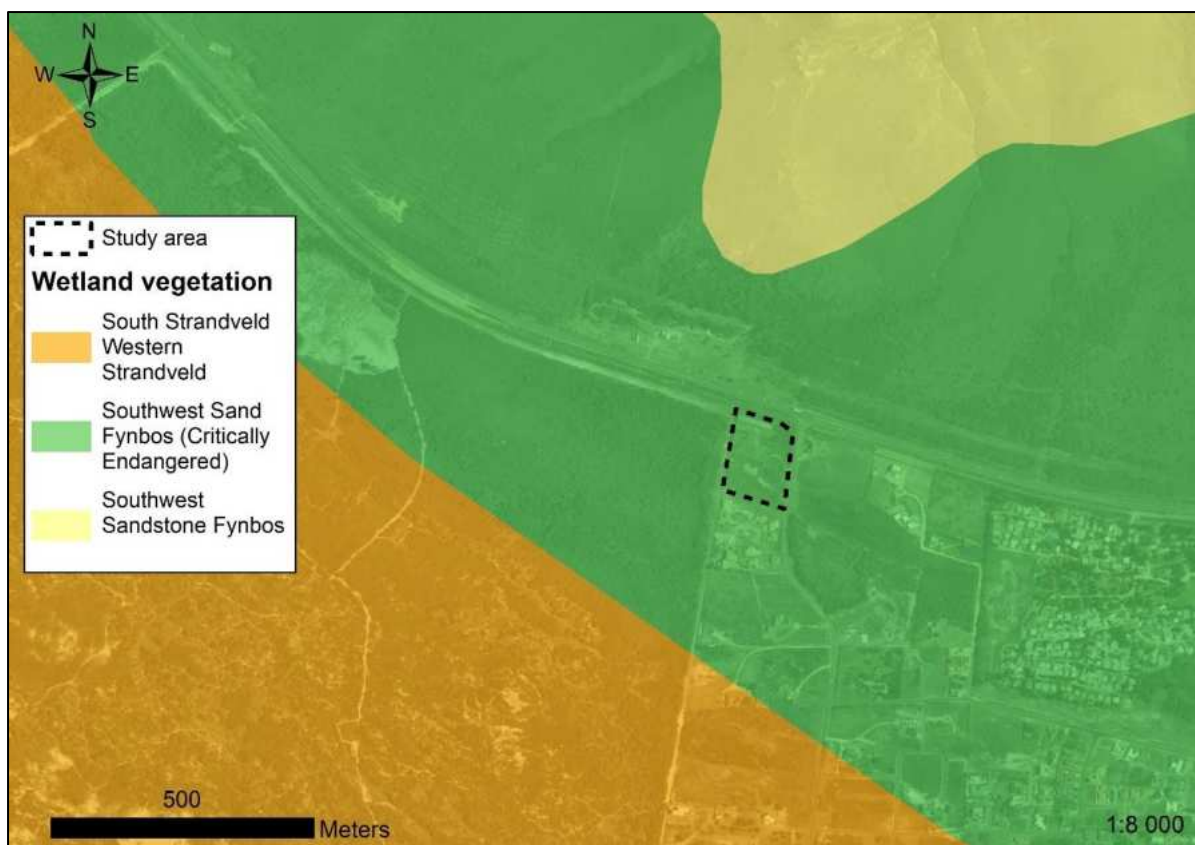 N
W E
S
Study area
Wetland vegetation
South Strandveld
Western
Strandveld
Southwest Sand
Fynbos (Critically
Endangered)
Southwest
Sandstone Fynbos
500
Meters
1:8 000